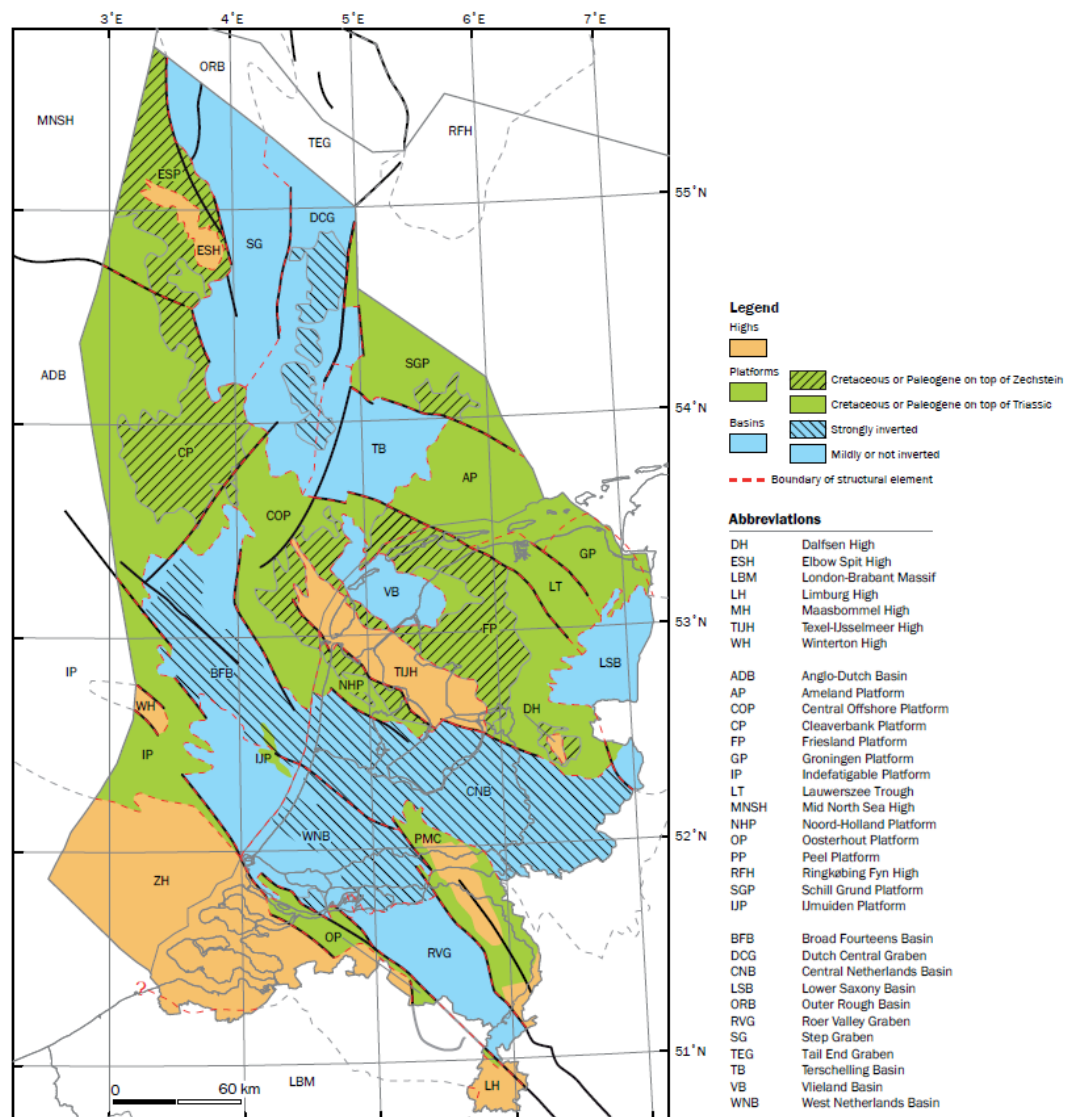 3°E 4°E 5°E 6°E 7°E
ORB
MNSH
TEG
RFH
ESP
55°N
DCG
SG
ESH
ADB
SGP
54°N
CP
TB
AP
COP
GP
LT
VB
FP
53°N
IP
BFB
TIJH
LSB
NHP
WH
DH
IP
IJP
CNB
WNB
PMC
52°N
ZH
OP
RVG
?
51°N
0 60 km
LBM
LH
Legend
Highs
Platforms
Cretaceous or Paleogene on top of Zechstein
Cretaceous or Paleogene on top of Triassic
Basins
Strongly inverted
Mildly or not inverted
Boundary of structural element
Abbreviations
DH Dalfsen High
ESH Elbow Spit High
LBM London-Brabant Massif
LH Limburg High
MH Maasbommel High
TIJH Texel-IJsselmeer High
WH Winterton High
ADB Anglo-Dutch Basin
AP Ameland Platform
COP Central Offshore Platform
CP Cleaverbank Platform
FP Friesland Platform
GP Groningen Platform
IP Indefatigable Platform
LT Lauwerszee Trough
MNSH Mid North Sea High
NHP Noord-Holland Platform
OP Oosterhout Platform
PP Peel Platform
RFH Ringkøbing Fyn High
SGP Schill Grund Platform
IJP IJmuiden Platform
BFB Broad Fourteens Basin
DCG Dutch Central Graben
CNB Central Netherlands Basin
LSB Lower Saxony Basin
ORB Outer Rough Basin
RVG Roer Valley Graben
SG Step Graben
TEG Tail End Graben
TB Terschelling Basin
VB Vlieland Basin
WNB West Netherlands Basin